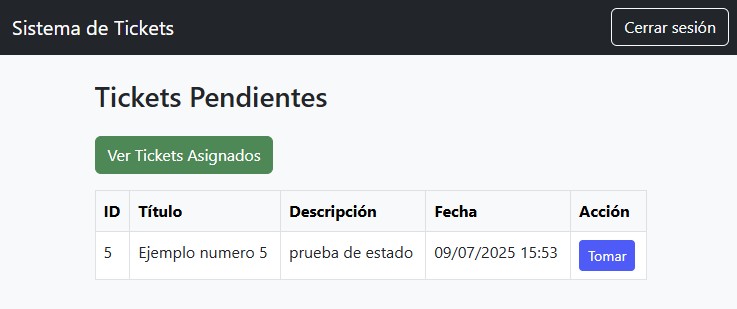 Sistema de Tickets Cerrar sesión
Tickets Pendientes
Ver Tickets Asignados
ID Título Descripción Fecha Acción
5 Ejemplo numero 5 prueba de estado 09/07/2025 15:53 Tomar